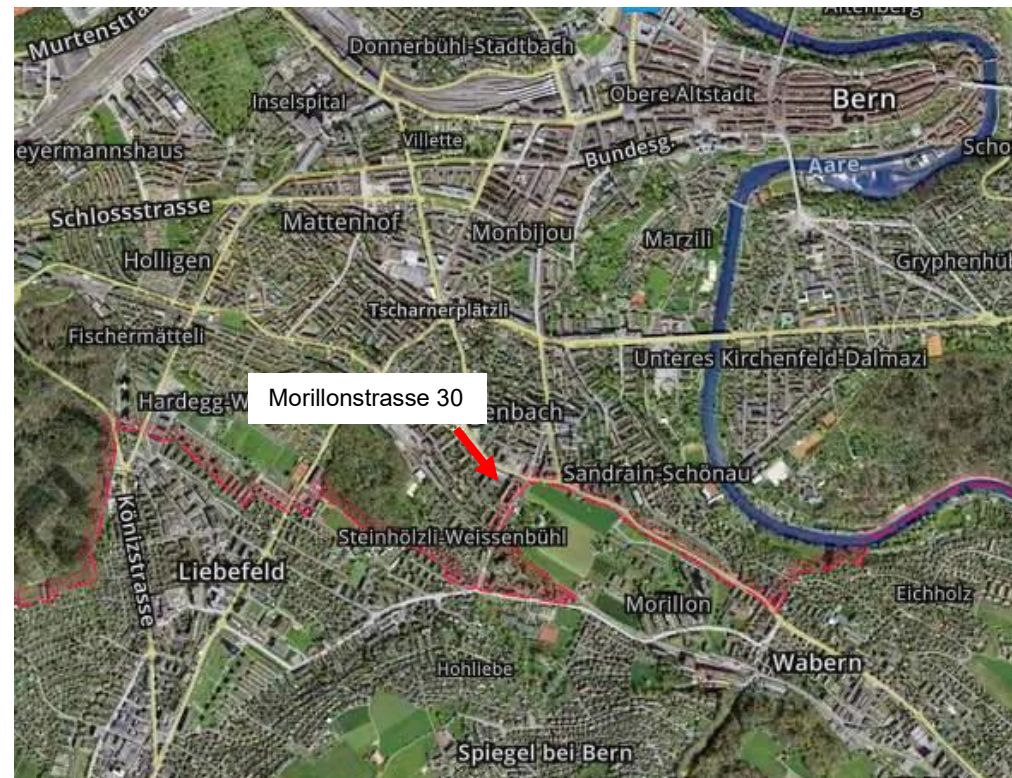 Murtenstra
Altenberg
Donnerbühl-Stadtbach
Inselspital
Obere Altstadt
Bern
Villette
eyermannshaus
Bundesg.
Scho
Aare
Schlossstrasse
Mattenhof
Monbijou
Marzili
Holligen
Gryphenhüb
Tscharnerplätzli
Fischermätteli
Unteres Kirchenfeld-Dalmazi
Hardegg-W
Morillonstrasse 30
enbach
Sandrain-Schönau
Könizstrasse
Steinhölzli-Weissenbühl
Liebefeld
Morillon
Eichholz
Hohliebe
Wabern
Spiegel bei Bern